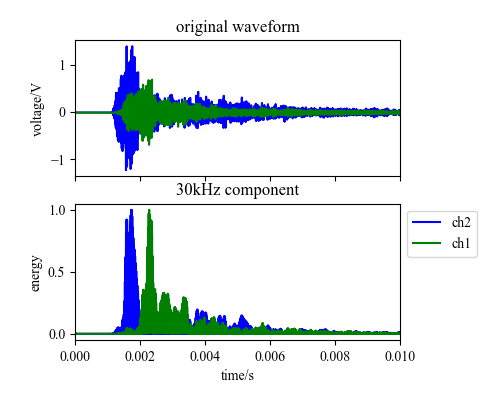 original waveform
1
0
−1
voltage/V
30kHz component
1.0
0.5
0.0
energy
ch2
ch1
0.000 0.002 0.004 0.006 0.008 0.010
time/s